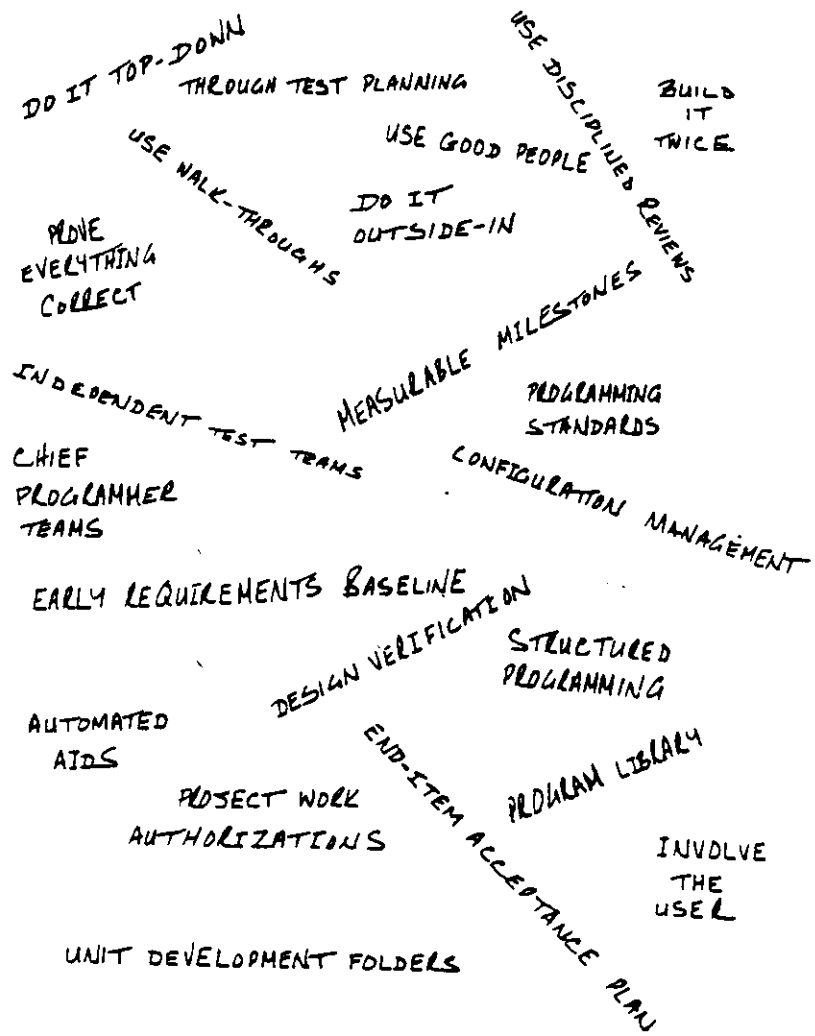 DO IT TOP-DOWN
THROUGH TEST PLANNING
USE DISCIPLINED REVIEWS
BUILD
IT
TWICE
USE WALK-THROUGHS
USE GOOD PEOPLE
DO IT
OUTSIDE-IN
PROVE
EVERYTHING
CORRECT
MEASURABLE MILESTONES
INDEPENDENT TEST TEAMS
PROGRAMMING
STANDARDS
CHIEF
PROGRAMMER
TEAMS
CONFIGURATION MANAGEMENT
EARLY REQUIREMENTS BASELINE
DESIGN VERIFICATION
STRUCTURED
PROGRAMMING
AUTOMATED
AIDS
END-ITEM ACCEPTANCE PLAN
PROGRAM LIBRARY
PROJECT WORK
AUTHORIZATIONS
INVOLVE
THE
USER
UNIT DEVELOPMENT FOLDERS